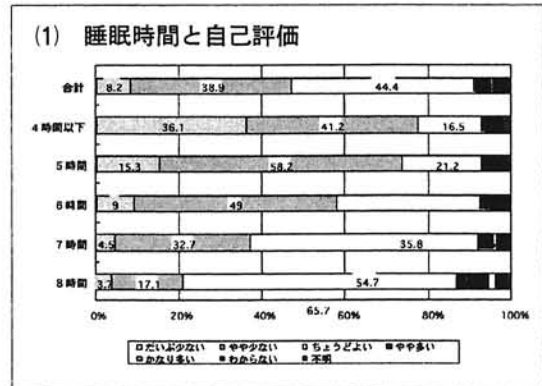 (1) 睡眠時間と自己評価
合計 8.2 38.9 44.4
4時間以下 36.1 41.2 16.5
5時間 15.3 58.2 21.2
6時間 9 49
7時間 4.5 32.7 35.8
8時間 3.7 17.1 54.7
65.7
0% 20% 40% 60% 80% 100%
□だいぶ少ない □やや少ない □ちょうどよい ■やや多い
□かなり多い ■わからない ■不明